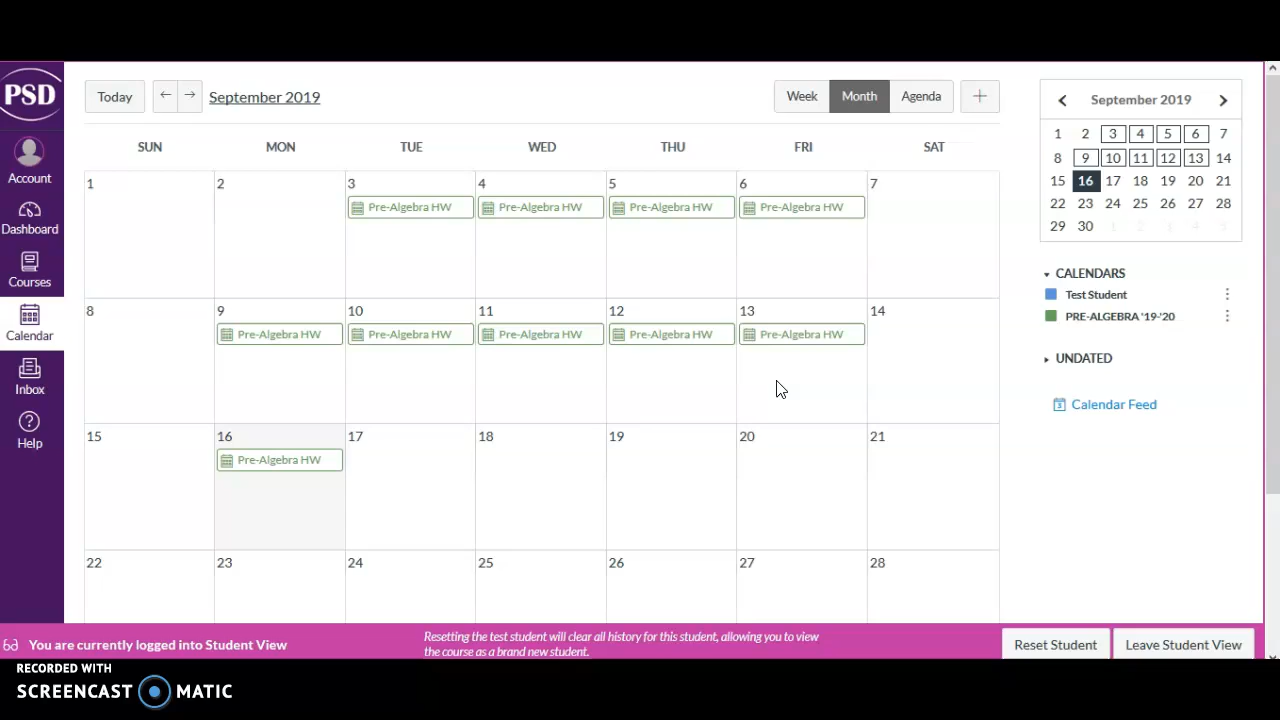 PSD
Account
Dashboard
Courses
Calendar
Inbox
Help
Today ← → September 2019
Week Month Agenda +
SUN MON TUE WED THU FRI SAT
1 2 3 4 5 6 7
Pre-Algebra HW Pre-Algebra HW Pre-Algebra HW Pre-Algebra HW
8 9 10 11 12 13 14
Pre-Algebra HW Pre-Algebra HW Pre-Algebra HW Pre-Algebra HW Pre-Algebra HW
15 16 17 18 19 20 21
Pre-Algebra HW
22 23 24 25 26 27 28
September 2019
1 2 3 4 5 6 7
8 9 10 11 12 13 14
15 16 17 18 19 20 21
22 23 24 25 26 27 28
29 30 1 2 3 4 5
CALENDARS
Test Student
PRE-ALGEBRA '19-'20
UNDATED
Calendar Feed
You are currently logged into Student View
Resetting the test student will clear all history for this student, allowing you to view
the course as a brand new student.
Reset Student
Leave Student View
RECORDED WITH
SCREENCAST MATIC